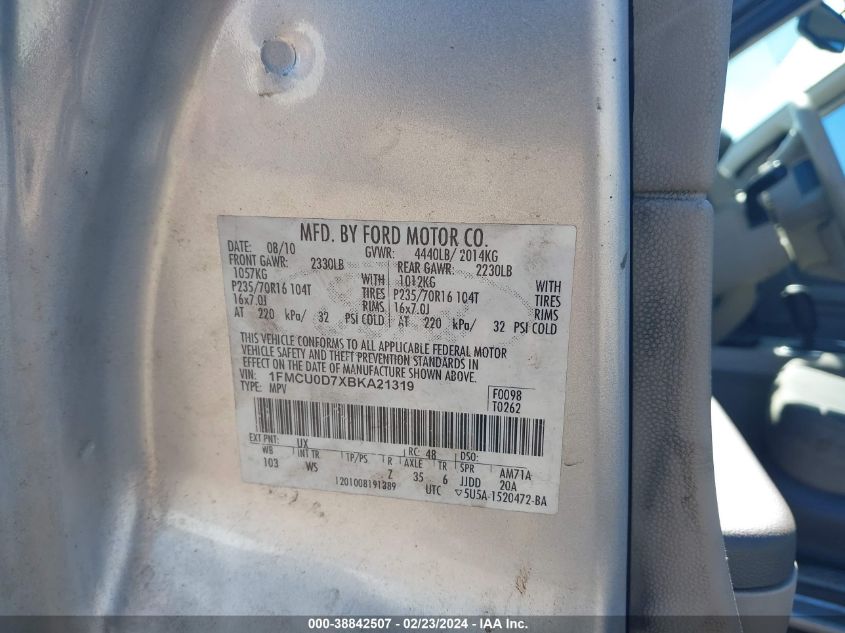 MFD. BY FORD MOTOR CO.
DATE: 08/10 GVWR: 4440LB/ 2014KG
FRONT GAWR: 2330LB REAR GAWR: 2230LB
1057KG WITH 1012KG WITH
P235/70R16 104T TIRES P235/70R16 104T TIRES
16x7.0J RIMS 16x7.0J RIMS
AT 220 kPa/ 32 PSI COLD AT 220 kPa/ 32 PSI COLD
THIS VEHICLE CONFORMS TO ALL APPLICABLE FEDERAL MOTOR
VEHICLE SAFETY AND THEFT PREVENTION STANDARDS IN
EFFECT ON THE DATE OF MANUFACTURE SHOWN ABOVE.
VIN: 1FMCU0D7XBKA21319
TYPE: MPV
F0098
T0262
EXT PNT: UX RC: 48 DSO:
WB INT TR TP/PS R AXLE TR SPR AM71A
103 WS Z 35 6 JJDD 20A
UTC ▽5U5A-1520472-BA
000-38842507 - 02/23/2024 - IAA Inc.